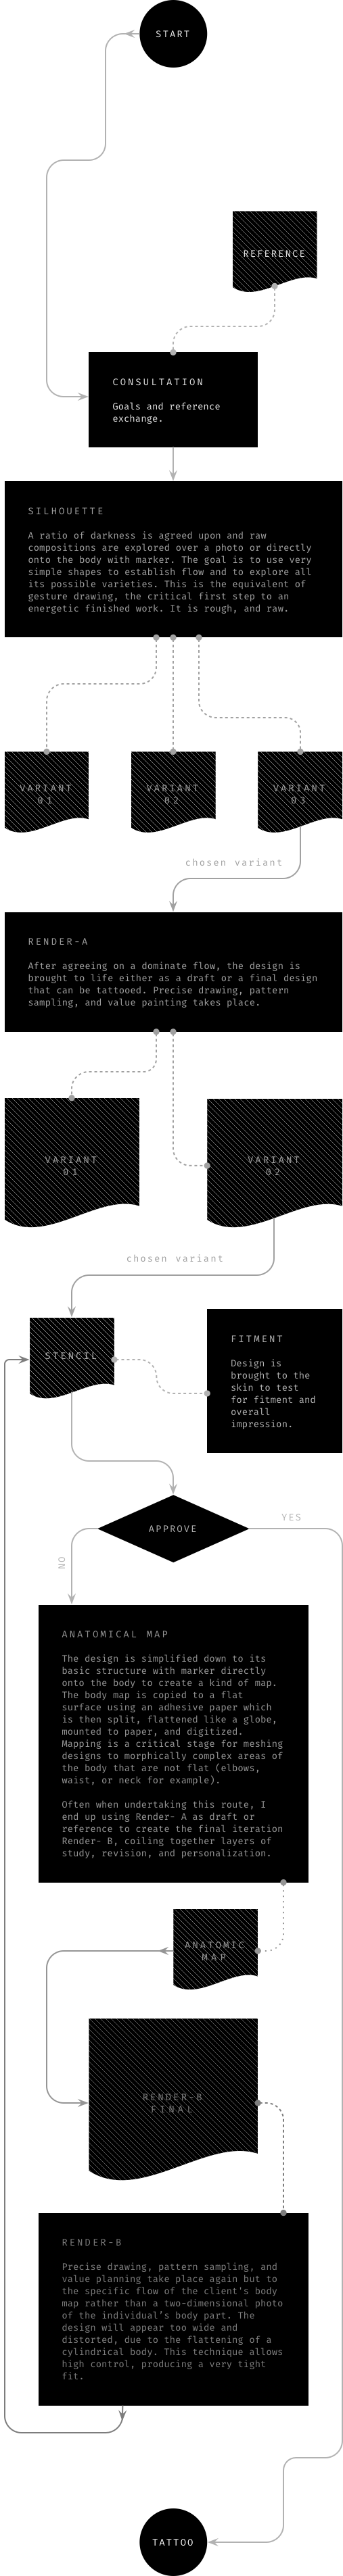 START
REFERENCE
CONSULTATION
Goals and reference
exchange.
SILHOUETTE
A ratio of darkness is agreed upon and raw
compositions are explored over a photo or directly
onto the body with marker. The goal is to use very
simple shapes to establish flow and to explore all
its possible varieties. This is the equivalent of
gesture drawing, the critical first step to an
energetic finished work. It is rough, and raw.
VARIANT
01
VARIANT
02
VARIANT
03
chosen variant
RENDER-A
After agreeing on a dominate flow, the design is
brought to life either as a draft or a final design
that can be tattooed. Precise drawing, pattern
sampling, and value painting takes place.
VARIANT
01
VARIANT
02
chosen variant
STENCIL
FITMENT
Design is
brought to the
skin to test
for fitment and
overall
impression.
APPROVE
YES
NO
ANATOMICAL MAP
The design is simplified down to its
basic structure with marker directly
onto the body to create a kind of map.
The body map is copied to a flat
surface using an adhesive paper which
is then split, flattened like a globe,
mounted to paper, and digitized.
Mapping is a critical stage for meshing
designs to morphically complex areas of
the body that are not flat (elbows,
waist, or neck for example).
Often when undertaking this route, I
end up using Render- A as draft or
reference to create the final iteration
Render- B, coiling together layers of
study, revision, and personalization.
ANATOMIC
MAP
RENDER-B
FINAL
RENDER-B
Precise drawing, pattern sampling, and
value planning take place again but to
the specific flow of the client's body
map rather than a two-dimensional photo
of the individual’s body part. The
design will appear too wide and
distorted, due to the flattening of a
cylindrical body. This technique allows
high control, producing a very tight
fit.
TATTOO